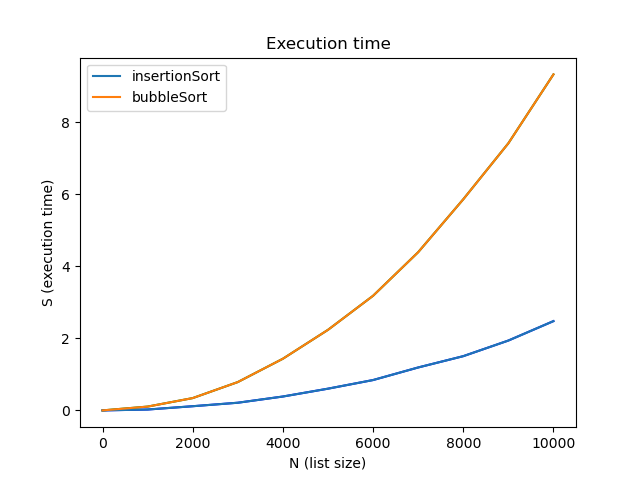 Execution time
insertionSort
bubbleSort
S (execution time)
8
6
4
2
0
0 2000 4000 6000 8000 10000
N (list size)